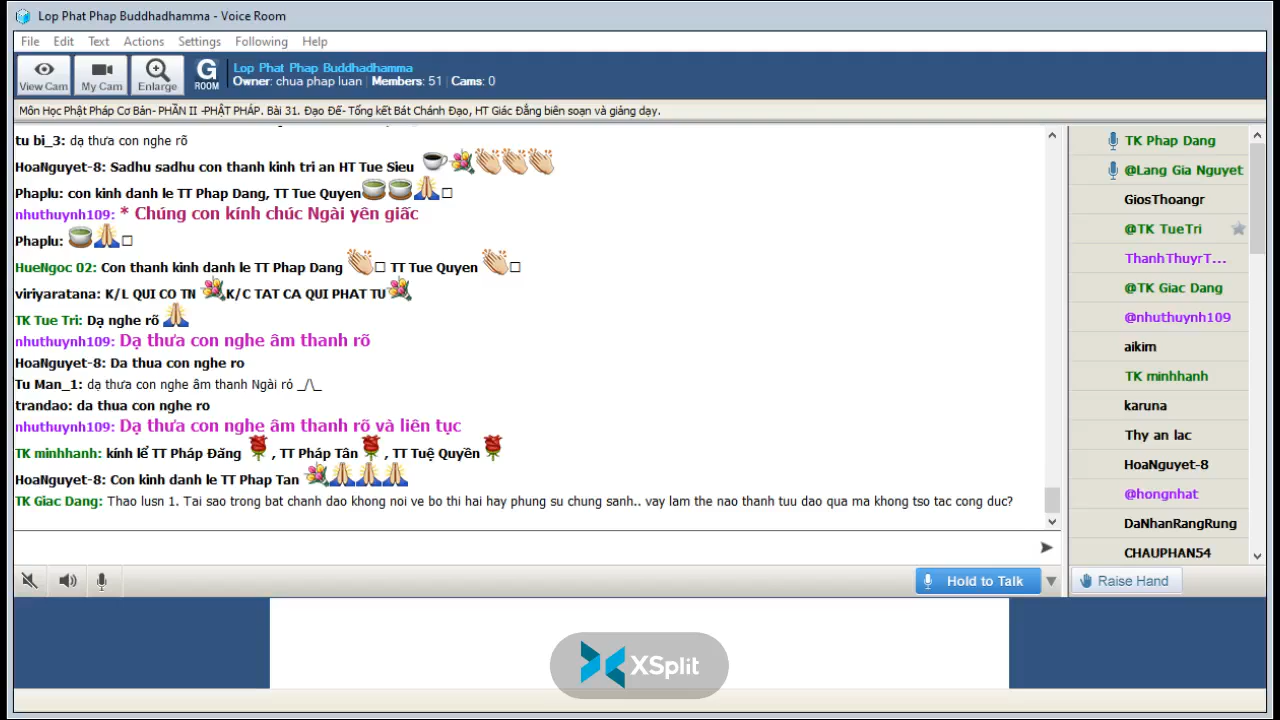 Lop Phat Phap Buddhadhamma - Voice Room
File Edit Text Actions Settings Following Help
View Cam
My Cam
Enlarge
G
ROOM
Lop Phat Phap Buddhadhamma
Owner: chua phap luan | Members: 51 | Cams: 0
Môn Học Phật Pháp Cơ Bản- PHẦN II -PHẬT PHÁP. Bài 31. Đạo Đế- Tổng kết Bát Chánh Đạo, HT Giác Đẳng biên soạn và giảng dạy.
tu bi_3: dạ thưa con nghe rõ
HoaNguyet-8: Sadhu sadhu con thanh kinh tri an HT Tue Sieu
Phaplu: con kinh danh le TT Phap Dang, TT Tue Quyen
nhuthuynh109: * Chúng con kính chúc Ngài yên giấc
Phaplu:
HueNgoc 02: Con thanh kinh danh le TT Phap Dang TT Tue Quyen
viriyaratana: K/L QUI CO TN K/C TAT CA QUI PHAT TU
TK Tue Tri: Dạ nghe rõ
nhuthuynh109: Dạ thưa con nghe âm thanh rõ
HoaNguyet-8: Da thua con nghe ro
Tu Man_1: dạ thưa con nghe âm thanh Ngài ró _/\_
trandao: da thua con nghe ro
nhuthuynh109: Dạ thưa con nghe âm thanh rõ và liên tục
TK minhhanh: kính lể TT Pháp Đăng , TT Pháp Tân , TT Tuệ Quyền
HoaNguyet-8: Con kinh danh le TT Phap Tan
TK Giac Dang: Thao lusn 1. Tai sao trong bat chanh dao khong noi ve bo thi hai hay phung su chung sanh.. vay lam the nao thanh tuu dao qua ma khong tso tac cong duc?
TK Phap Dang
@Lang Gia Nguyet
GiosThoangr
@TK TueTri
ThanhThuyrT...
@TK Giac Dang
@nhuthuynh109
aikim
TK minhhanh
karuna
Thy an lac
HoaNguyet-8
@hongnhat
DaNhanRangRung
CHAUPHAN54
Hold to Talk
Raise Hand
XSplit